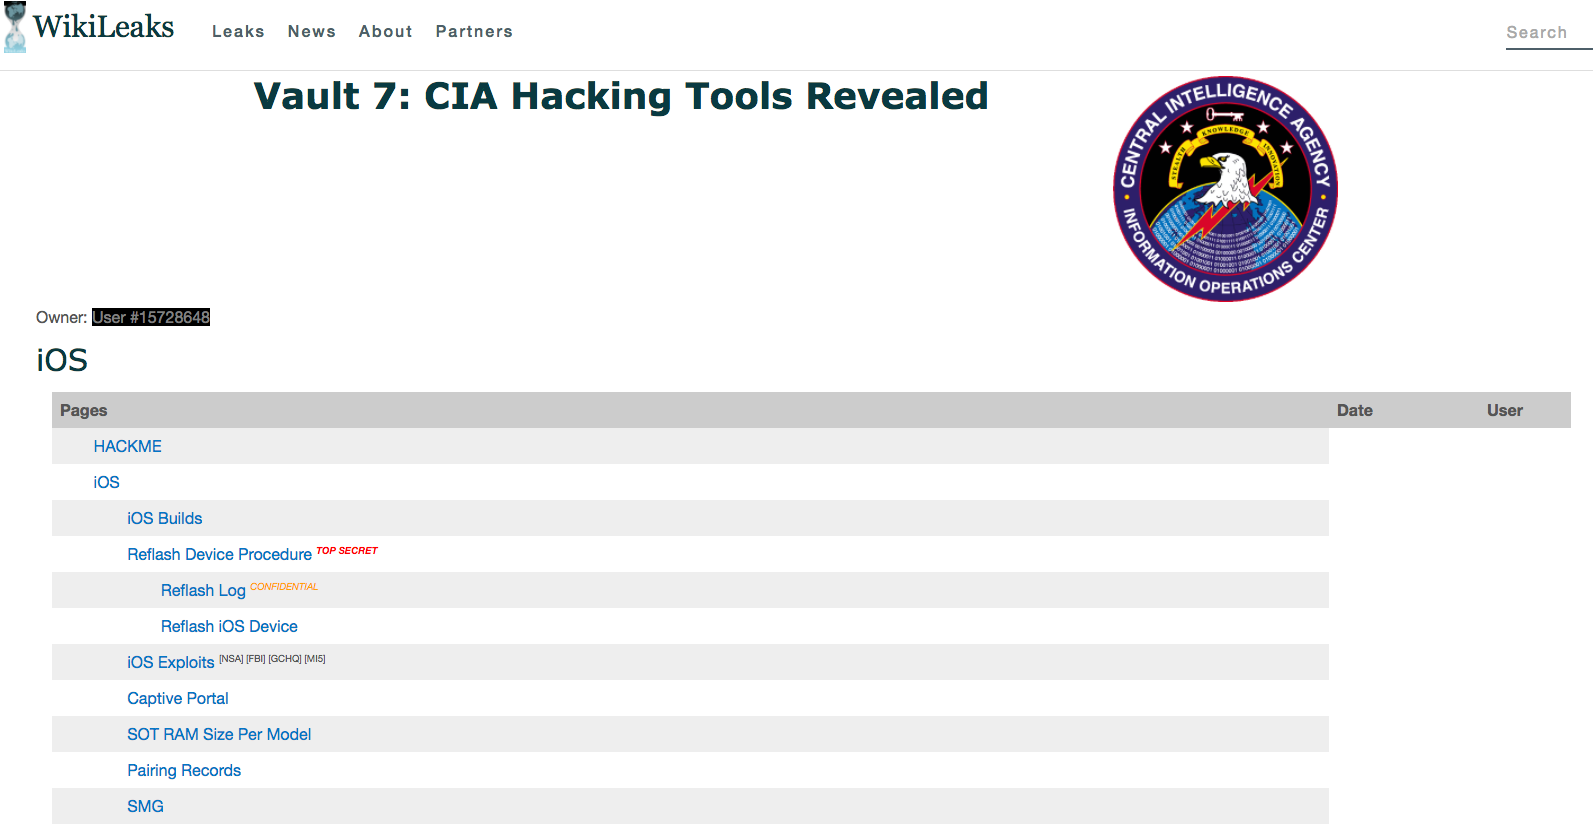 WikiLeaks Leaks News About Partners Search
Vault 7: CIA Hacking Tools Revealed
CENTRAL INTELLIGENCE AGENCY
STEALTH KNOWLEDGE INNOVATION
INFORMATION OPERATIONS CENTER
Owner: User #15728648
iOS
Pages Date User
HACKME
iOS
iOS Builds
Reflash Device Procedure TOP SECRET
Reflash Log CONFIDENTIAL
Reflash iOS Device
iOS Exploits [NSA] [FBI] [GCHQ] [MI5]
Captive Portal
SOT RAM Size Per Model
Pairing Records
SMG